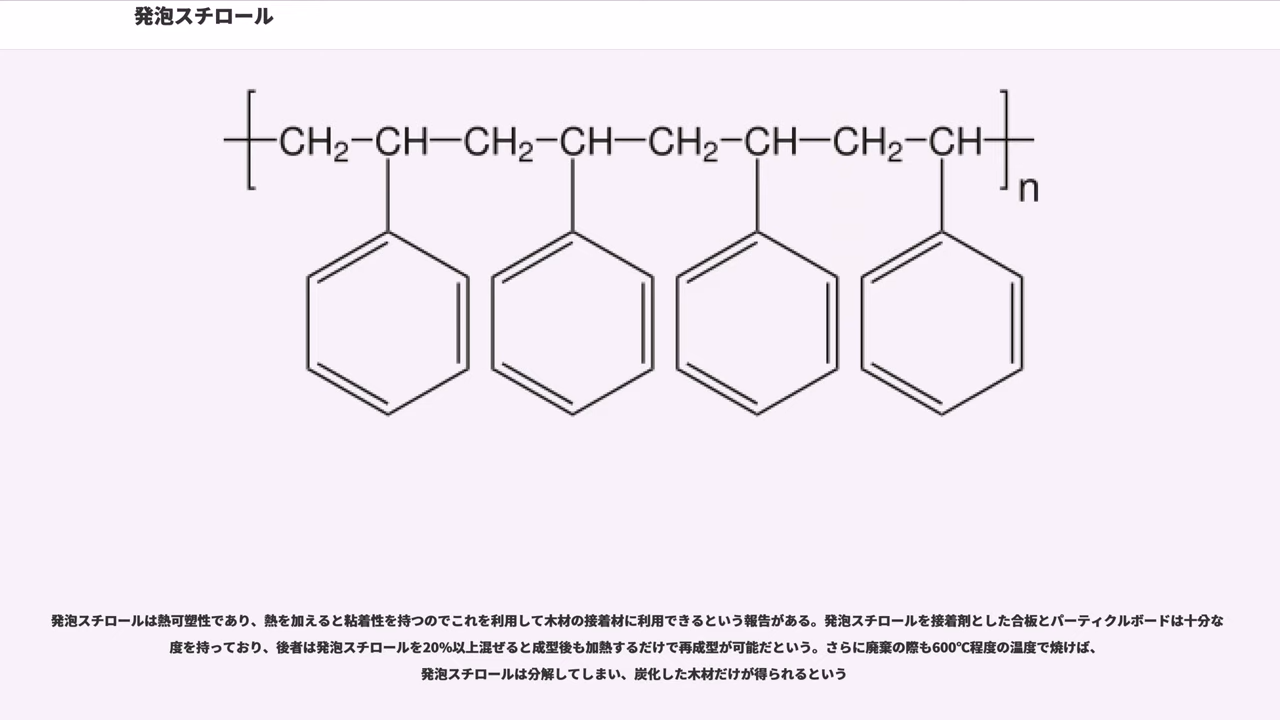 発泡スチロール
CH2 CH CH2 CH CH2 CH CH2 CH
n
発泡スチロールは熱可塑性であり、熱を加えると粘着性を持つのでこれを利用して木材の接着材に利用できるという報告がある。発泡スチロールを接着剤とした合板とパーティクルボードは十分な
度を持っており、後者は発泡スチロールを20%以上混ぜると成型後も加熱するだけで再成型が可能だという。さらに廃棄の際も600℃程度の温度で焼けば、
発泡スチロールは分解してしまい、炭化した木材だけが得られるという